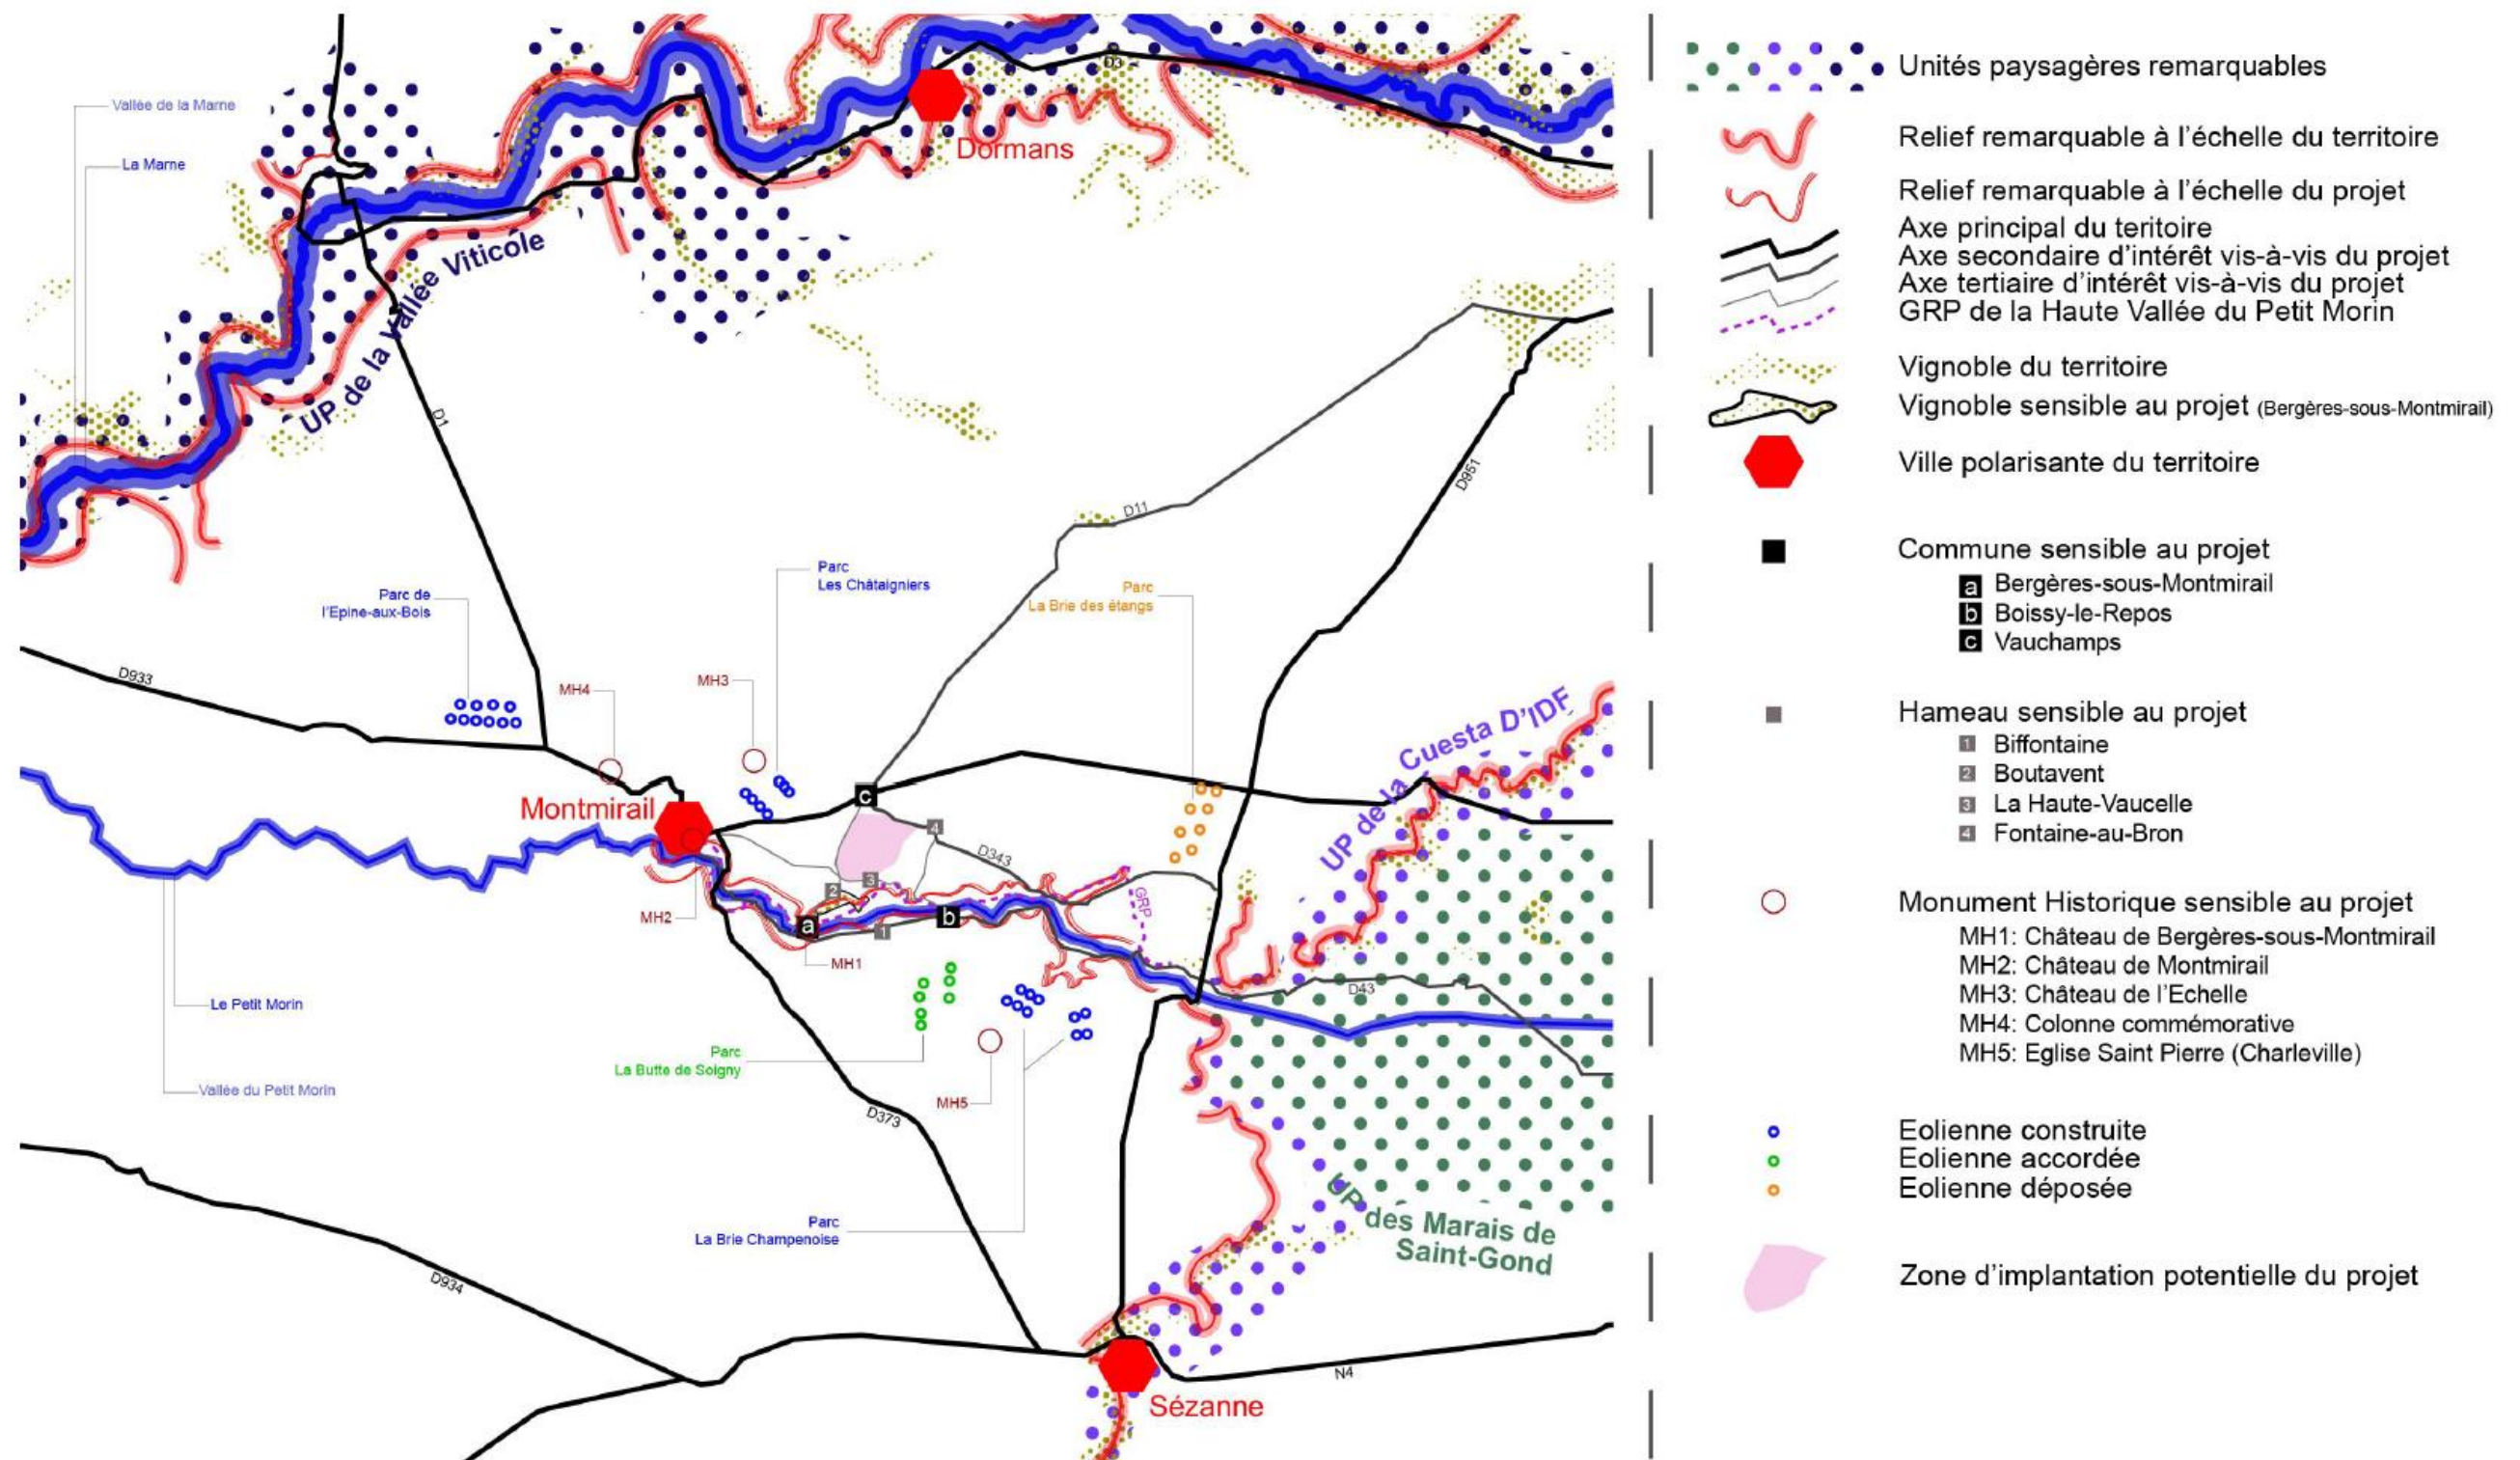 Vallée de la Marne
La Marne
D3
Dormans
UP de la Vallée Viticole
D1
D11
D951
Parc
Les Châtaigniers
Parc de
l'Epine-aux-Bois
Parc
La Brie des étangs
D933
MH4
MH3
UP de la Cuesta D'IDF
Montmirail
c
4
D343
2
3
GRP
MH2
a
b
1
MH1
D43
Le Petit Morin
Parc
La Butte de Soigny
Vallée du Petit Morin
MH5
D373
UP des Marais de
Saint-Gond
Parc
La Brie Champenoise
D934
N4
Sézanne
Unités paysagères remarquables
Relief remarquable à l'échelle du territoire
Relief remarquable à l'échelle du projet
Axe principal du teritoire
Axe secondaire d'intérêt vis-à-vis du projet
Axe tertiaire d'intérêt vis-à-vis du projet
GRP de la Haute Vallée du Petit Morin
Vignoble du territoire
Vignoble sensible au projet (Bergères-sous-Montmirail)
Ville polarisante du territoire
Commune sensible au projet
a Bergères-sous-Montmirail
b Boissy-le-Repos
c Vauchamps
Hameau sensible au projet
1 Biffontaine
2 Boutavent
3 La Haute-Vaucelle
4 Fontaine-au-Bron
Monument Historique sensible au projet
MH1: Château de Bergères-sous-Montmirail
MH2: Château de Montmirail
MH3: Château de l'Echelle
MH4: Colonne commémorative
MH5: Eglise Saint Pierre (Charleville)
Eolienne construite
Eolienne accordée
Eolienne déposée
Zone d'implantation potentielle du projet